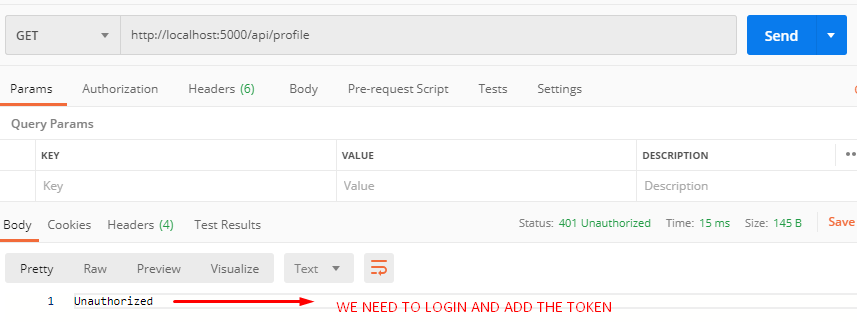 GET http://localhost:5000/api/profile Send
Params Authorization Headers (6) Body Pre-request Script Tests Settings
Query Params
KEY VALUE DESCRIPTION
Key Value Description
Body Cookies Headers (4) Test Results Status: 401 Unauthorized Time: 15 ms Size: 145 B Save
Pretty Raw Preview Visualize Text
1 Unauthorized WE NEED TO LOGIN AND ADD THE TOKEN